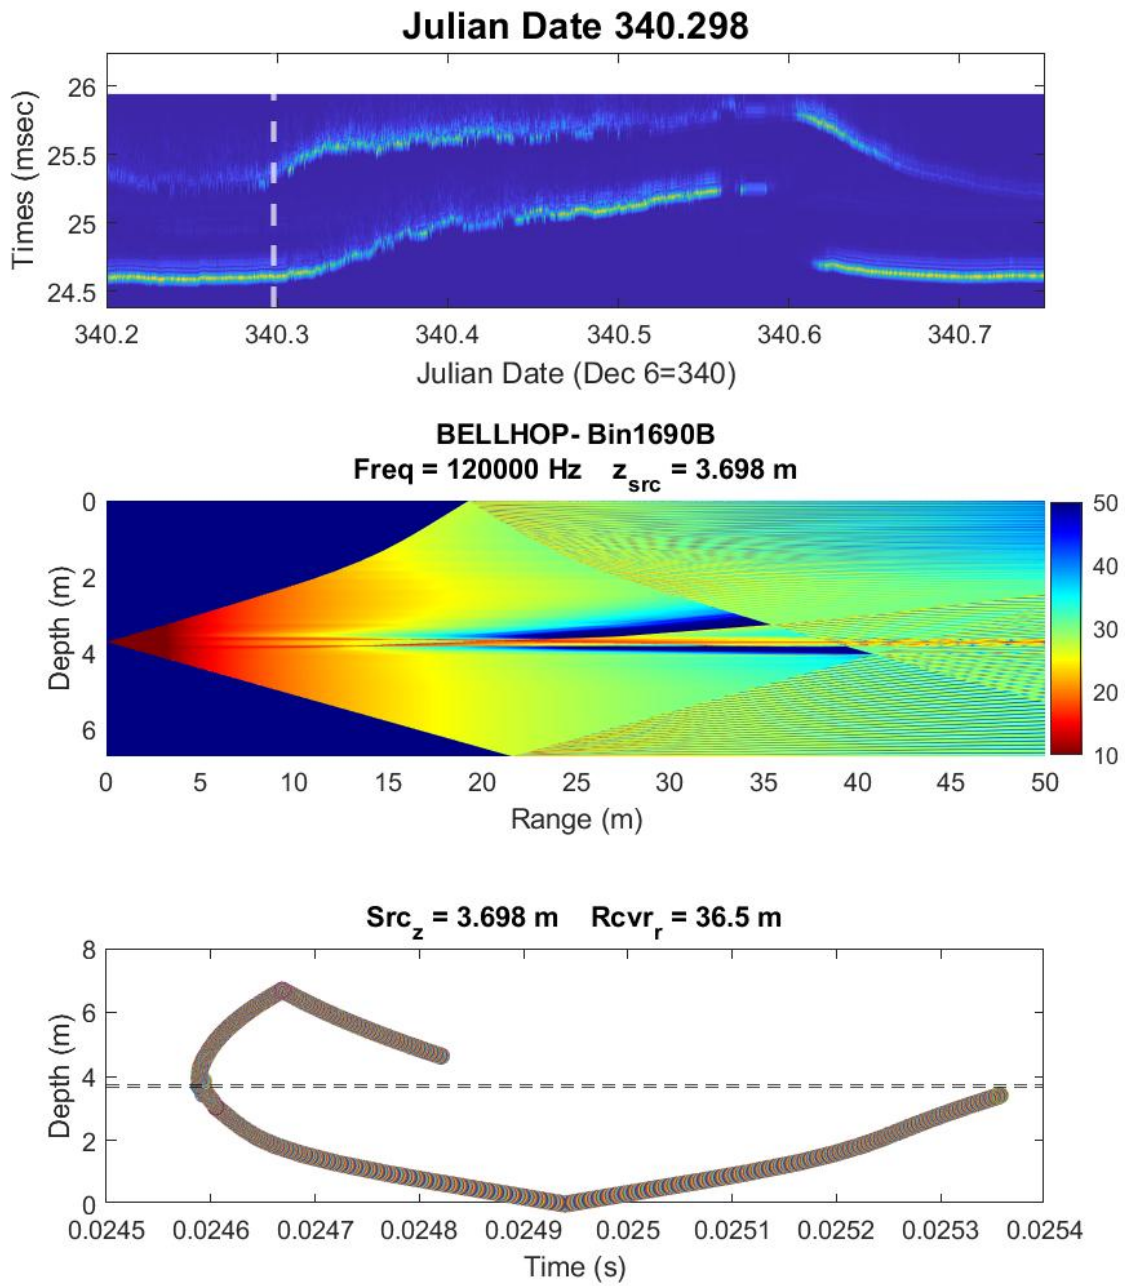 Julian Date 340.298
Times (msec)
26
25.5
25
24.5
340.2 340.3 340.4 340.5 340.6 340.7
Julian Date (Dec 6=340)
BELLHOP- Bin1690B
Freq = 120000 Hz z_src = 3.698 m
Depth (m)
0
2
4
6
50
40
30
20
10
0 5 10 15 20 25 30 35 40 45 50
Range (m)
Src_z = 3.698 m Rcvr_r = 36.5 m
Depth (m)
8
6
4
2
0
0.0245 0.0246 0.0247 0.0248 0.0249 0.025 0.0251 0.0252 0.0253 0.0254
Time (s)